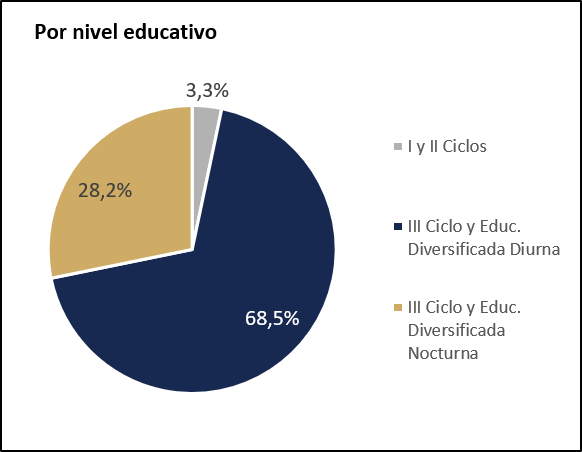 Por nivel educativo
3,3%
28,2%
68,5%
I y II Ciclos
III Ciclo y Educ.
Diversificada Diurna
III Ciclo y Educ.
Diversificada
Nocturna